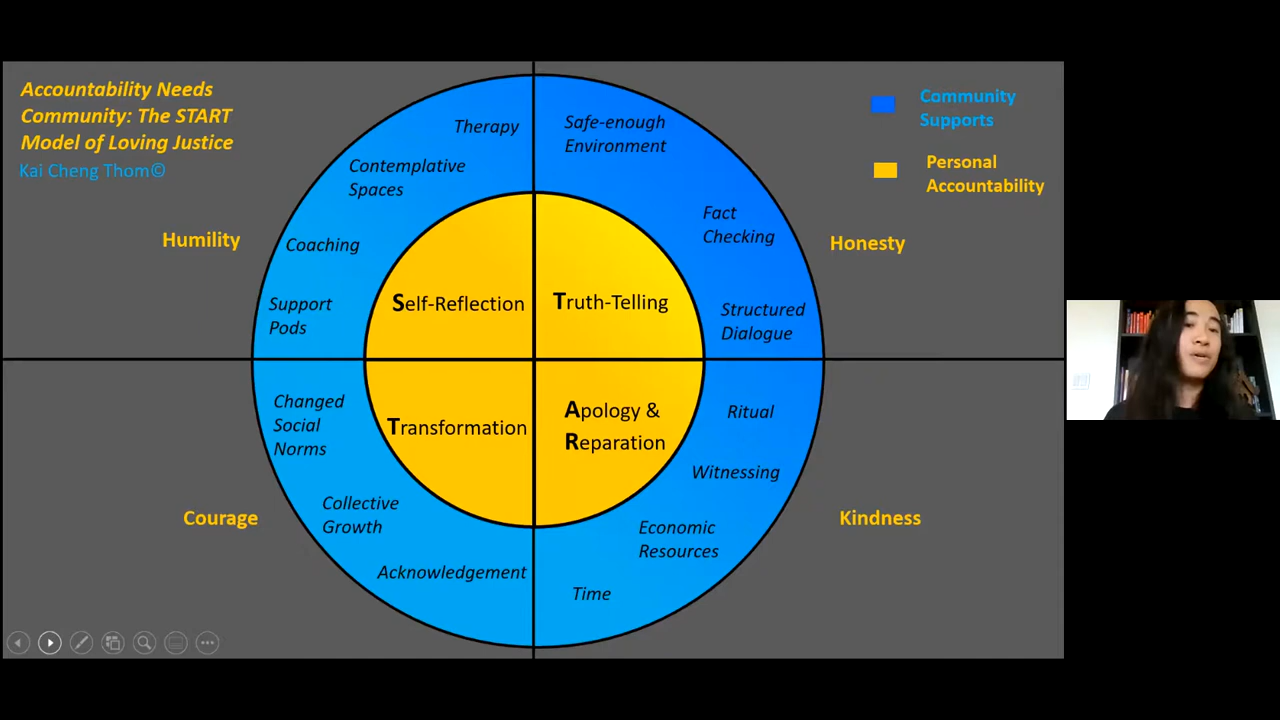 Accountability Needs
Community: The START
Model of Loving Justice
Kai Cheng Thom©
Community
Supports
Personal
Accountability
Humility
Therapy
Contemplative
Spaces
Coaching
Support
Pods
Self-Reflection
Safe-enough
Environment
Fact
Checking
Structured
Dialogue
Truth-Telling
Honesty
Changed
Social
Norms
Collective
Growth
Acknowledgement
Transformation
Courage
Apology &
Reparation
Ritual
Witnessing
Economic
Resources
Time
Kindness